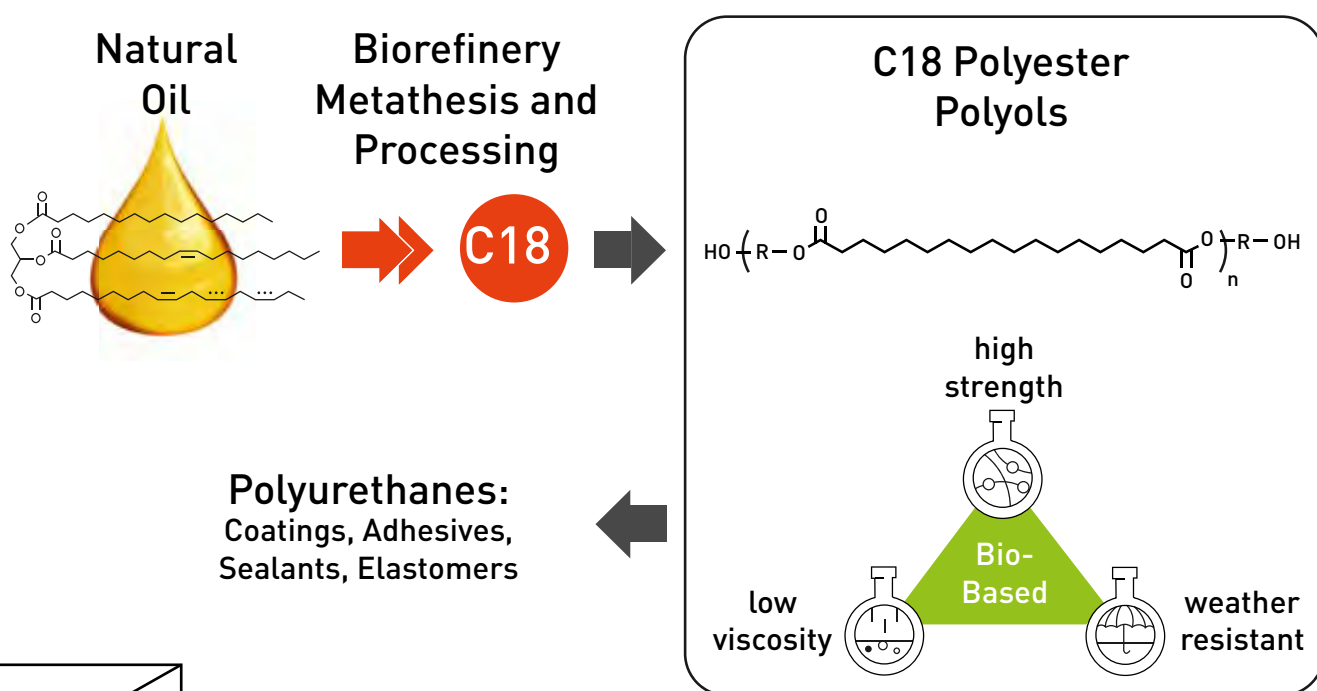 Natural
Oil
Biorefinery
Metathesis and
Processing
C18 Polyester
Polyols
O
O
O
O
O
O
C18
HO ( R — O
O
O
O ) n R — OH
high
strength
Polyurethanes:
Coatings, Adhesives,
Sealants, Elastomers
Bio-
Based
low
viscosity
weather
resistant